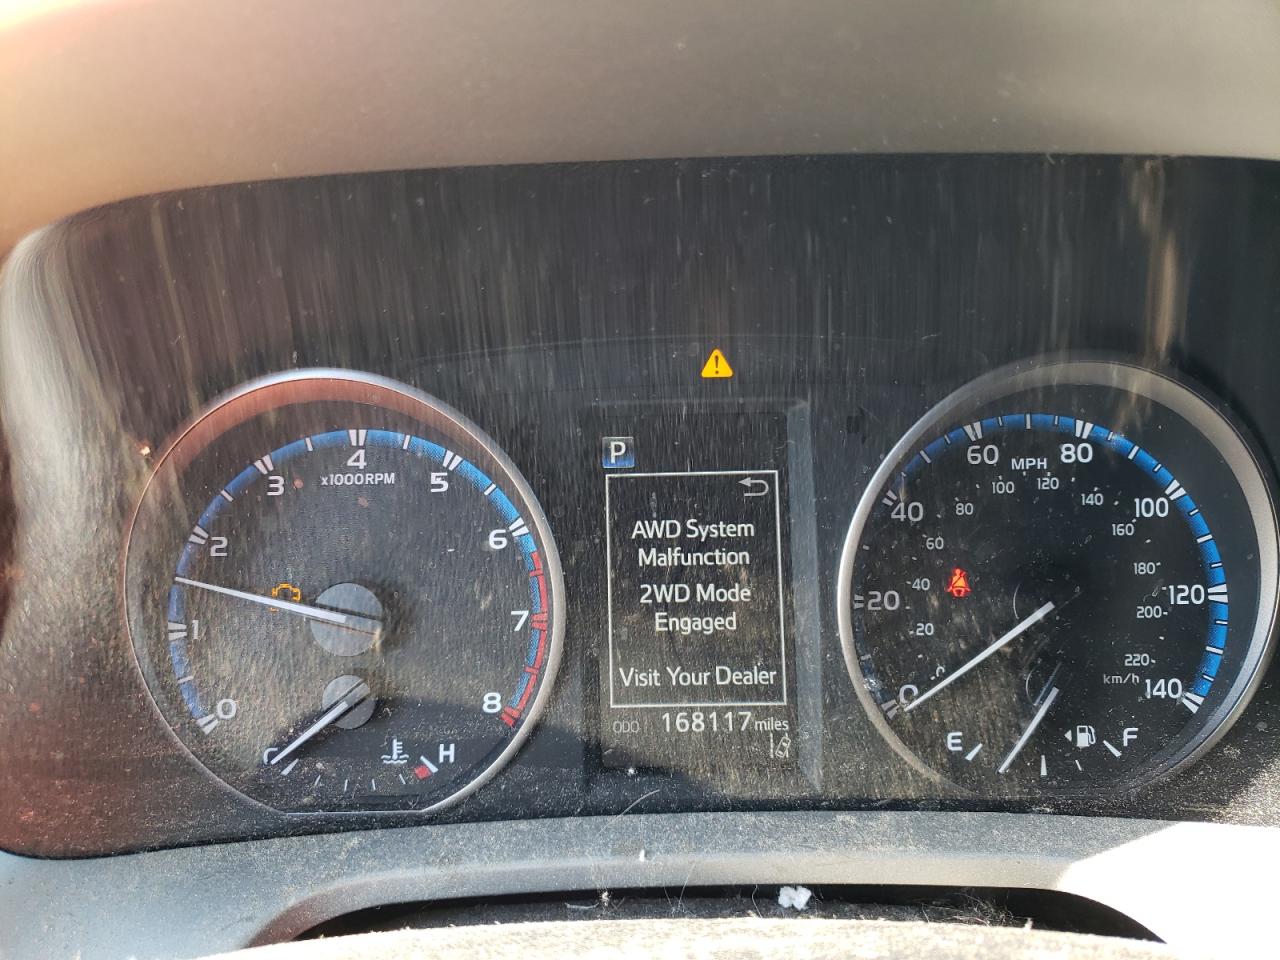 P
AWD System
Malfunction
2WD Mode
Engaged
Visit Your Dealer
ODO 168117 miles
0
1
2
3
4
5
6
7
8
x1000RPM
C
H
0
20
40
60
80
100
120
140
MPH
0
20
40
60
80
100
120
140
160
180
200
220
km/h
E
F